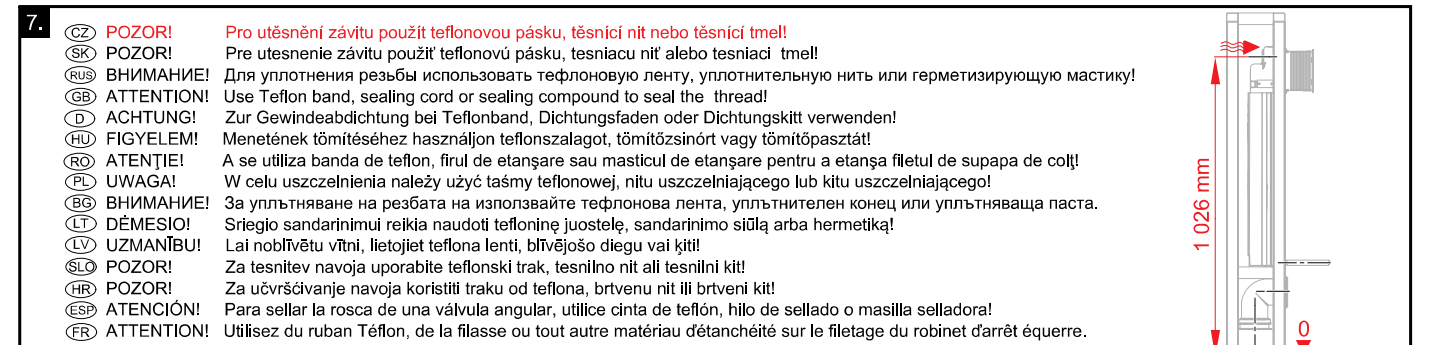 7.
CZ POZOR! Pro utěsnění závitu použít teflonovou pásku, těsnící nit nebo těsnící tmel!
SK POZOR! Pre utesnenie závitu použiť teflonovú pásku, tesniacu niť alebo tesniaci tmel!
RUS ВНИМАНИЕ! Для уплотнения резьбы использовать тефлоновую ленту, уплотнительную нить или герметизирующую мастику!
GB ATTENTION! Use Teflon band, sealing cord or sealing compound to seal the thread!
D ACHTUNG! Zur Gewindeabdichtung bei Teflonband, Dichtungsfaden oder Dichtungskitt verwenden!
HU FIGYELEM! Menetének tömítéséhez használjon teflonszalagot, tömítőzsinórt vagy tömítőpasztát!
RO ATENŢIE! A se utiliza banda de teflon, firul de etanşare sau masticul de etanşare pentru a etanşa filetul de supapa de colţ!
PL UWAGA! W celu uszczelnienia należy użyć taśmy teflonowej, nitu uszczelniającego lub kitu uszczelniającego!
BG ВНИМАНИЕ! За уплътняване на резбата на използвайте тефлонова лента, уплътнителен конец или уплътняваща паста.
LT DĖMESIO! Sriegio sandarinimui reikia naudoti tefloninę juostelę, sandarinimo siūlą arba hermetiką!
LV UZMANĪBU! Lai noblīvētu vītni, lietojiet teflona lenti, blīvējošo diegu vai ķiti!
SLO POZOR! Za tesnitev navoja uporabite teflonski trak, tesnilno nit ali tesnilni kit!
HR POZOR! Za učvršćivanje navoja koristiti traku od teflona, brtvenu nit ili brtveni kit!
ESP ATENCIÓN! Para sellar la rosca de una válvula angular, utilice cinta de teflón, hilo de sellado o masilla selladora!
FR ATTENTION! Utilisez du ruban Téflon, de la filasse ou tout autre matériau d'étanchéité sur le filetage du robinet d'arrêt équerre.
1 026 mm
0